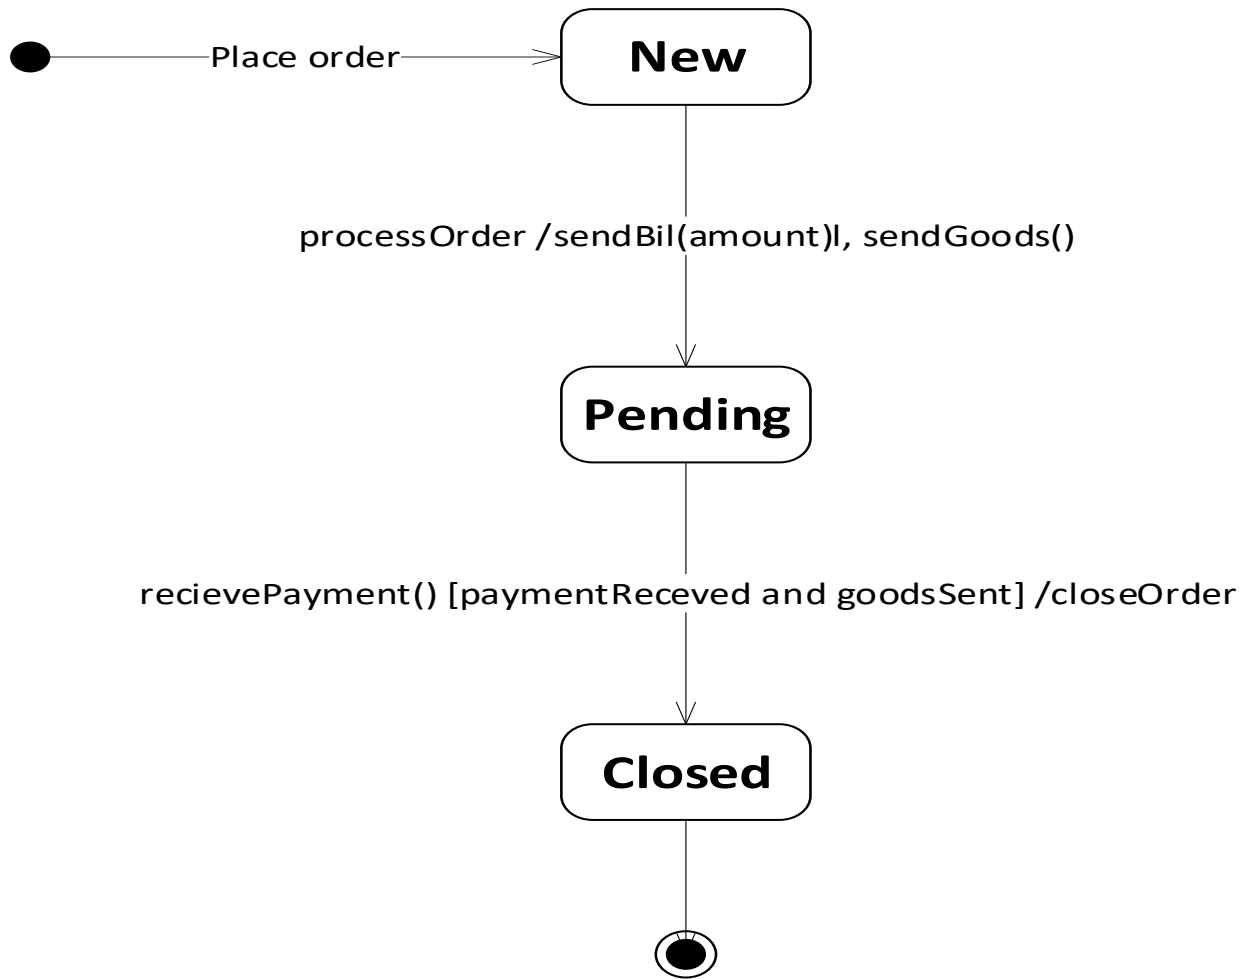 Place order
New
processOrder /sendBil(amount)l, sendGoods()
Pending
recievePayment() [paymentReceved and goodsSent] /closeOrder
Closed